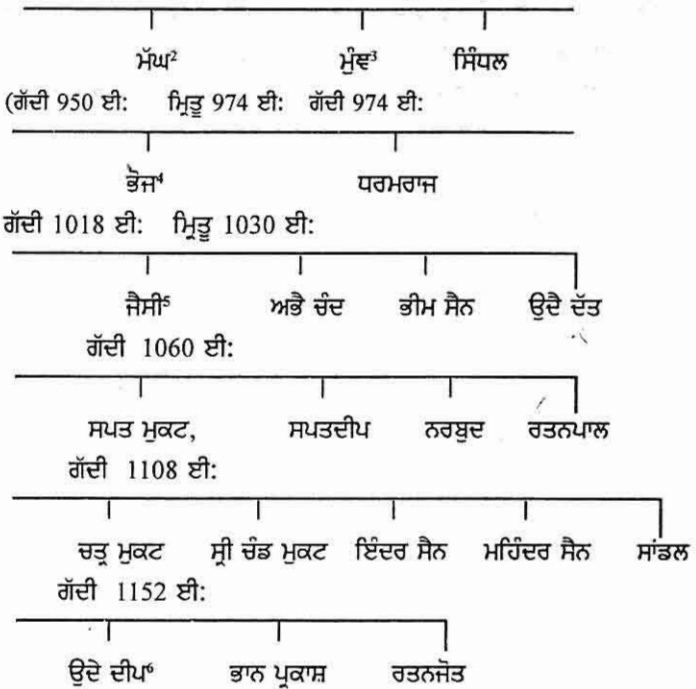 ਮੱਘ² ਮੁੰਞ³ ਸਿੰਧਲ
(ਗੱਦੀ 950 ਈ: ਮ੍ਰਿਤੂ 974 ਈ: ਗੱਦੀ 974 ਈ:
ਭੋਜ⁴ ਧਰਮਰਾਜ
ਗੱਦੀ 1018 ਈ: ਮ੍ਰਿਤੂ 1030 ਈ:
ਜੈਸੀ⁵ ਅਭੈ ਚੰਦ ਭੀਮ ਸੈਨ ਉਦੈ ਦੱਤ
ਗੱਦੀ 1060 ਈ:
ਸਪਤ ਮੁਕਟ, ਸਪਤਦੀਪ ਨਰਬੁਦ ਰਤਨਪਾਲ
ਗੱਦੀ 1108 ਈ:
ਚਤ੍ਰ ਮੁਕਟ ਸ੍ਰੀ ਚੰਡ ਮੁਕਟ ਇੰਦਰ ਸੈਨ ਮਹਿੰਦਰ ਸੈਨ ਸਾਂਡਲ
ਗੱਦੀ 1152 ਈ:
ਉਦੇ ਦੀਪ⁶ ਭਾਨ ਪ੍ਰਕਾਸ਼ ਰਤਨਜੋਤ